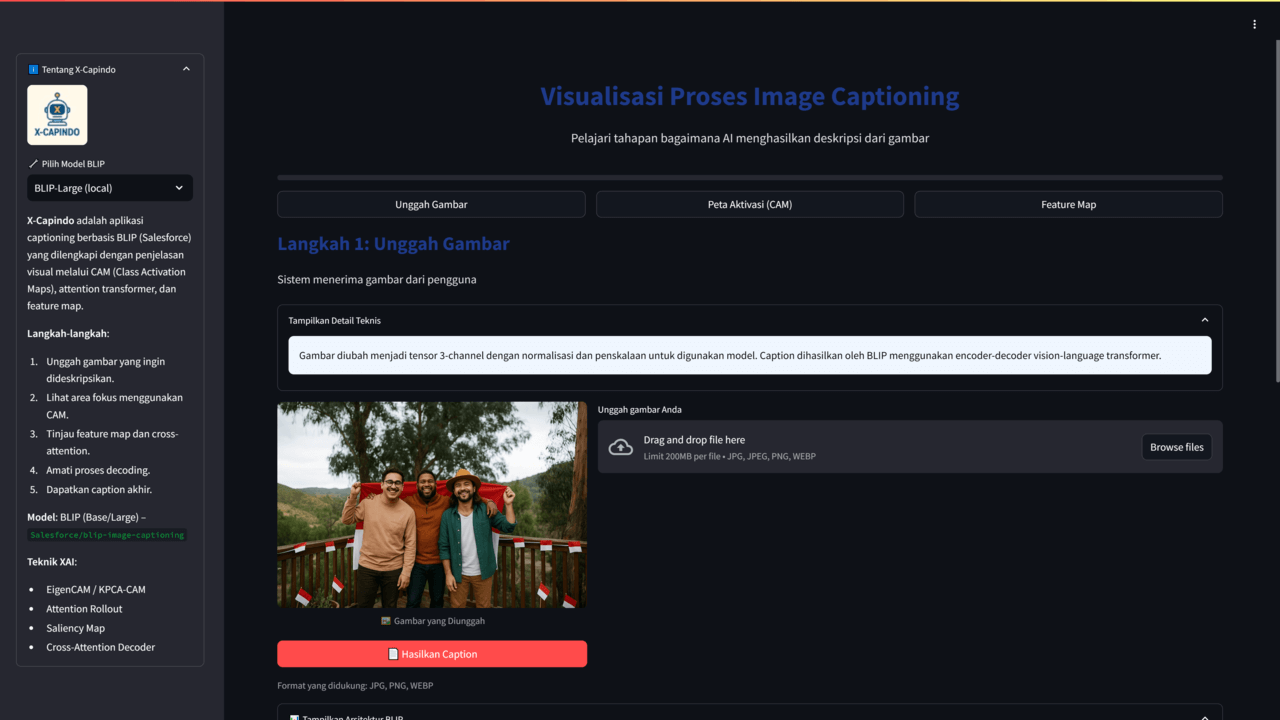 Tentang X-Capindo
X-CAPINDO
Pilih Model BLIP
BLIP-Large (local)
X-Capindo adalah aplikasi
captioning berbasis BLIP (Salesforce)
yang dilengkapi dengan penjelasan
visual melalui CAM (Class Activation
Maps), attention transformer, dan
feature map.
Langkah-langkah:
1. Unggah gambar yang ingin
dideskripsikan.
2. Lihat area fokus menggunakan
CAM.
3. Tinjau feature map dan cross-
attention.
4. Amati proses decoding.
5. Dapatkan caption akhir.
Model: BLIP (Base/Large) –
Salesforce/blip-image-captioning
Teknik XAI:
• EigenCAM / KPCA-CAM
• Attention Rollout
• Saliency Map
• Cross-Attention Decoder
Visualisasi Proses Image Captioning
Pelajari tahapan bagaimana AI menghasilkan deskripsi dari gambar
Unggah Gambar
Peta Aktivasi (CAM)
Feature Map
Langkah 1: Unggah Gambar
Sistem menerima gambar dari pengguna
Tampilkan Detail Teknis
Gambar diubah menjadi tensor 3-channel dengan normalisasi dan penskalaan untuk digunakan model. Caption dihasilkan oleh BLIP menggunakan encoder-decoder vision-language transformer.
Unggah gambar Anda
Drag and drop file here
Limit 200MB per file • JPG, JPEG, PNG, WEBP
Browse files
Gambar yang Diunggah
Hasilkan Caption
Format yang didukung: JPG, PNG, WEBP
Tampilkan Arsitektur BLIP